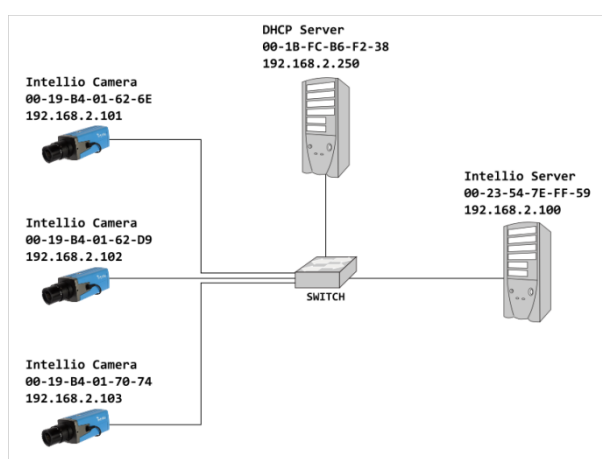 DHCP Server
00-1B-FC-B6-F2-38
192.168.2.250
Intellio Camera
00-19-B4-01-62-6E
192.168.2.101
Intellio Server
00-23-54-7E-FF-59
192.168.2.100
Intellio Camera
00-19-B4-01-62-D9
192.168.2.102
SWITCH
Intellio Camera
00-19-B4-01-70-74
192.168.2.103